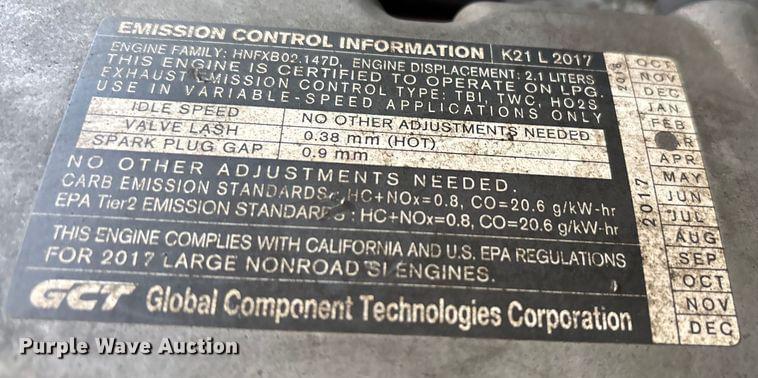 EMISSION CONTROL INFORMATION K21 L 2017
ENGINE FAMILY: HNFXB02.147D, ENGINE DISPLACEMENT: 2.1 LITERS
THIS ENGINE IS CERTIFIED TO OPERATE ON LPG.
EXHAUST EMISSION CONTROL TYPE: TBI, TWC, HO2S
USE IN VARIABLE-SPEED APPLICATIONS ONLY
IDLE SPEED NO OTHER ADJUSTMENTS NEEDED
VALVE LASH 0.38 mm (HOT)
SPARK PLUG GAP 0.9 mm
NO OTHER ADJUSTMENTS NEEDED.
CARB EMISSION STANDARDS: HC+NOx=0.8, CO=20.6 g/kW-hr
EPA Tier2 EMISSION STANDARDS: HC+NOx=0.8, CO=20.6 g/kW-hr
THIS ENGINE COMPLIES WITH CALIFORNIA AND U.S. EPA REGULATIONS
FOR 2017 LARGE NONROAD SI ENGINES.
GCT Global Component Technologies Corporation
2016
OCT
NOV
DEC
2017
JAN
FEB
APR
MAY
JUN
JUL
AUG
SEP
OCT
NOV
DEC
Purple Wave Auction